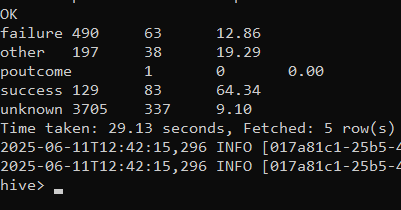 OK
failure 490 63 12.86
other 197 38 19.29
poutcome 1 0 0.00
success 129 83 64.34
unknown 3705 337 9.10
Time taken: 29.13 seconds, Fetched: 5 row(s)
2025-06-11T12:42:15,296 INFO [017a81c1-25b5-4
2025-06-11T12:42:15,296 INFO [017a81c1-25b5-4
hive>